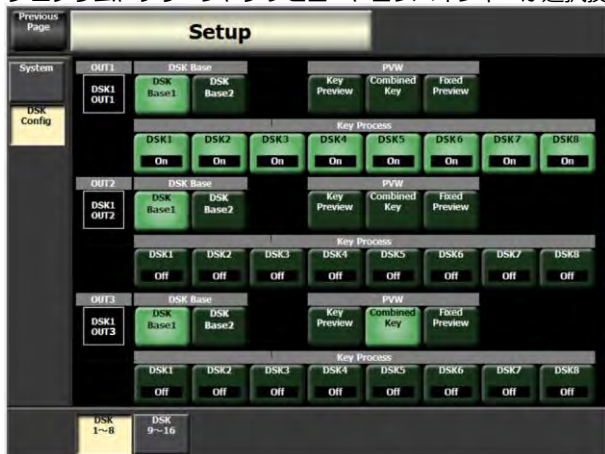 Previous Page
Setup
System
DSK Config
OUT1 DSK Base PVW
DSK1 OUT1
DSK Base1
DSK Base2
Key Preview
Combined Key
Fixed Preview
Key Process
DSK1 DSK2 DSK3 DSK4 DSK5 DSK6 DSK7 DSK8
On On On On On On On On
OUT2 DSK Base PVW
DSK1 OUT2
DSK Base1
DSK Base2
Key Preview
Combined Key
Fixed Preview
Key Process
DSK1 DSK2 DSK3 DSK4 DSK5 DSK6 DSK7 DSK8
Off Off Off Off Off Off Off Off
OUT3 DSK Base PVW
DSK1 OUT3
DSK Base1
DSK Base2
Key Preview
Combined Key
Fixed Preview
Key Process
DSK1 DSK2 DSK3 DSK4 DSK5 DSK6 DSK7 DSK8
Off Off Off Off Off Off Off Off
DSK 1~8
DSK 9~16